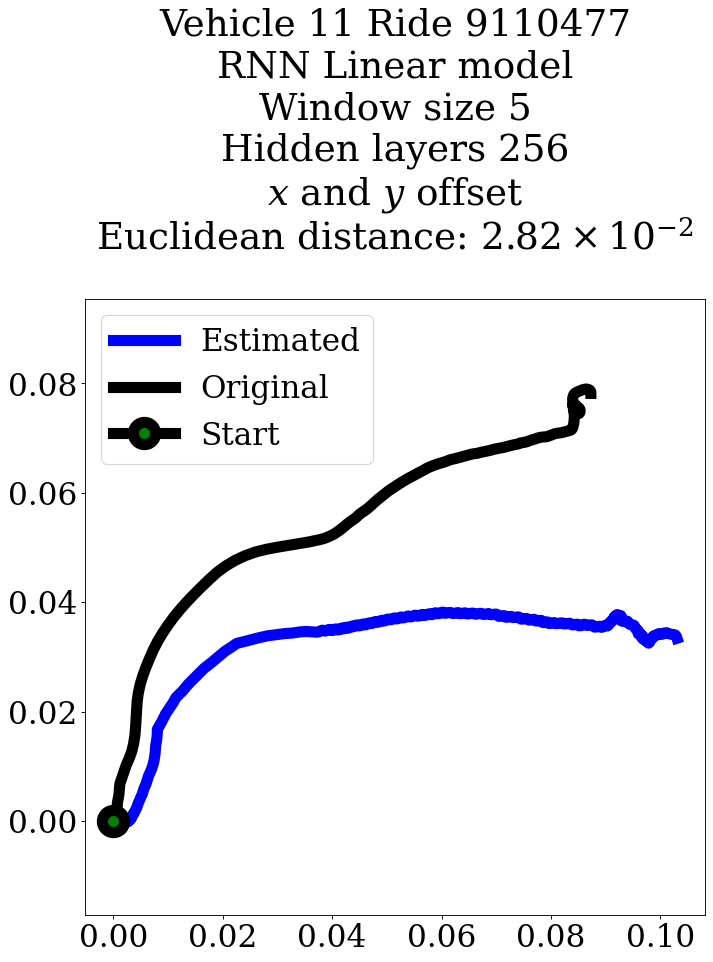 Vehicle 11 Ride 9110477
RNN Linear model
Window size 5
Hidden layers 256
x and y offset
Euclidean distance: 2.82 × 10⁻²
Estimated
Original
Start
0.08
0.06
0.04
0.02
0.00
0.00 0.02 0.04 0.06 0.08 0.10